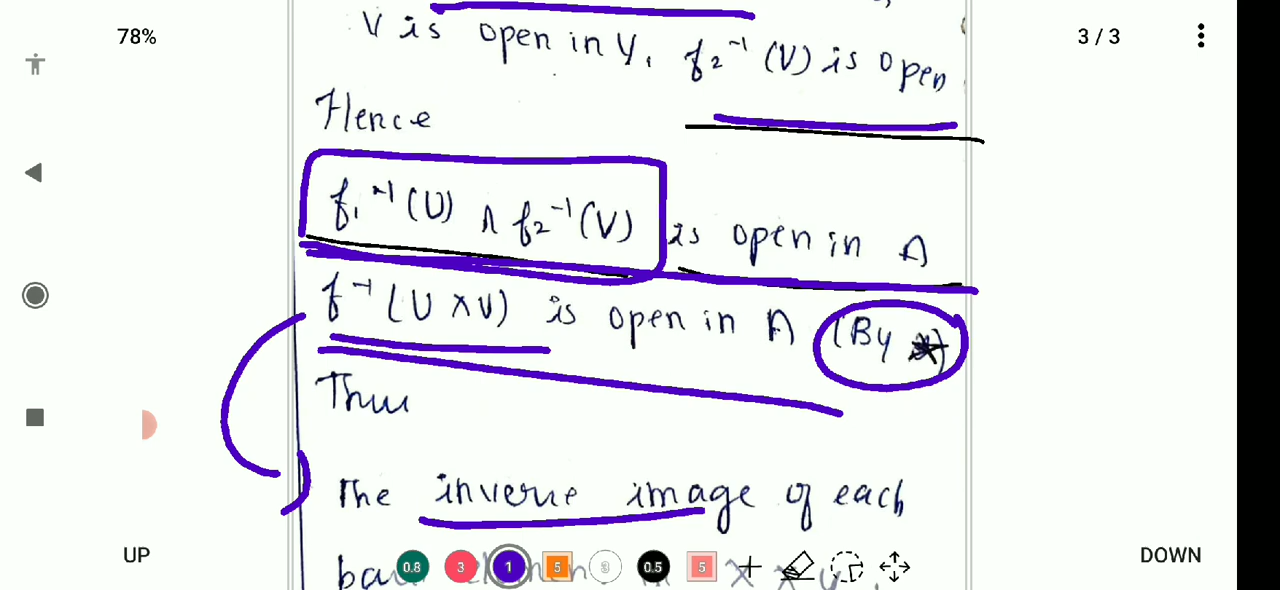 78%
3 / 3
V is open in Y, f₂⁻¹ (V) is open
Hence
f₁⁻¹ (U) ∩ f₂⁻¹ (V) is open in A
f⁻¹ (U × V) is open in A (By *)
Thus
The inverse image of each
UP
0.8 3 1 5 3 0.5 5
DOWN